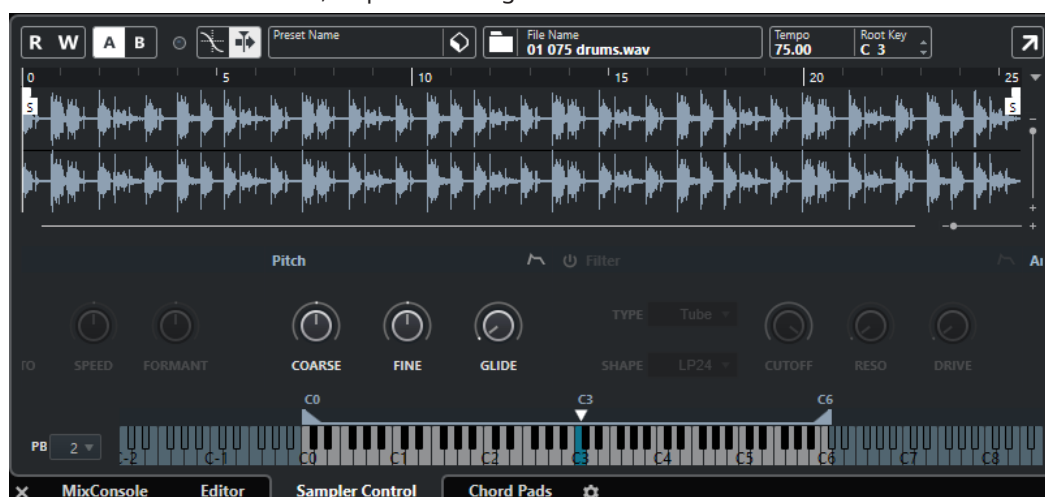 R W A B Preset Name File Name Tempo Root Key
01 075 drums.wav 75.00 C 3
0 5 10 15 20 25
S S
Pitch Filter
TYPE Tube
TO SPEED FORMANT COARSE FINE GLIDE SHAPE LP24 CUTOFF RESO DRIVE
C0 C3 C6
PB 2 C-2 C-1 C0 C1 C2 C3 C4 C5 C6 C7 C8
MixConsole Editor Sampler Control Chord Pads